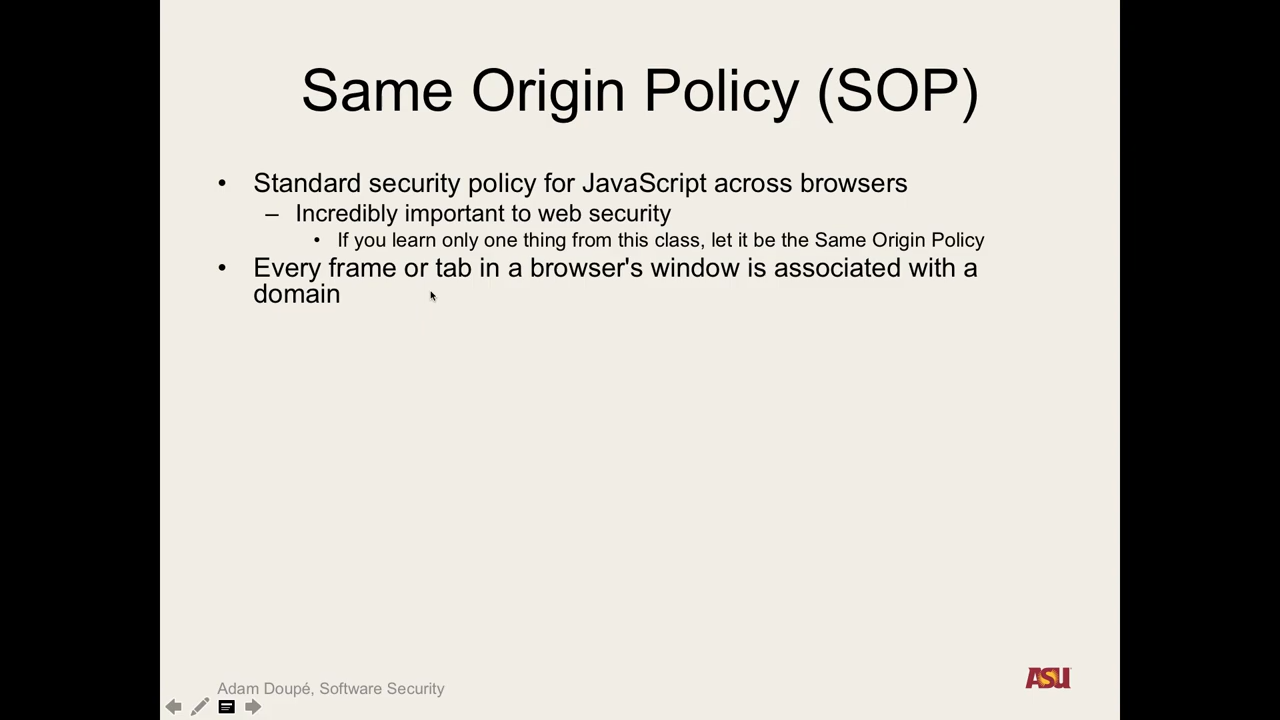 Same Origin Policy (SOP)
• Standard security policy for JavaScript across browsers
– Incredibly important to web security
• If you learn only one thing from this class, let it be the Same Origin Policy
• Every frame or tab in a browser's window is associated with a
domain
Adam Doupé, Software Security
ASU